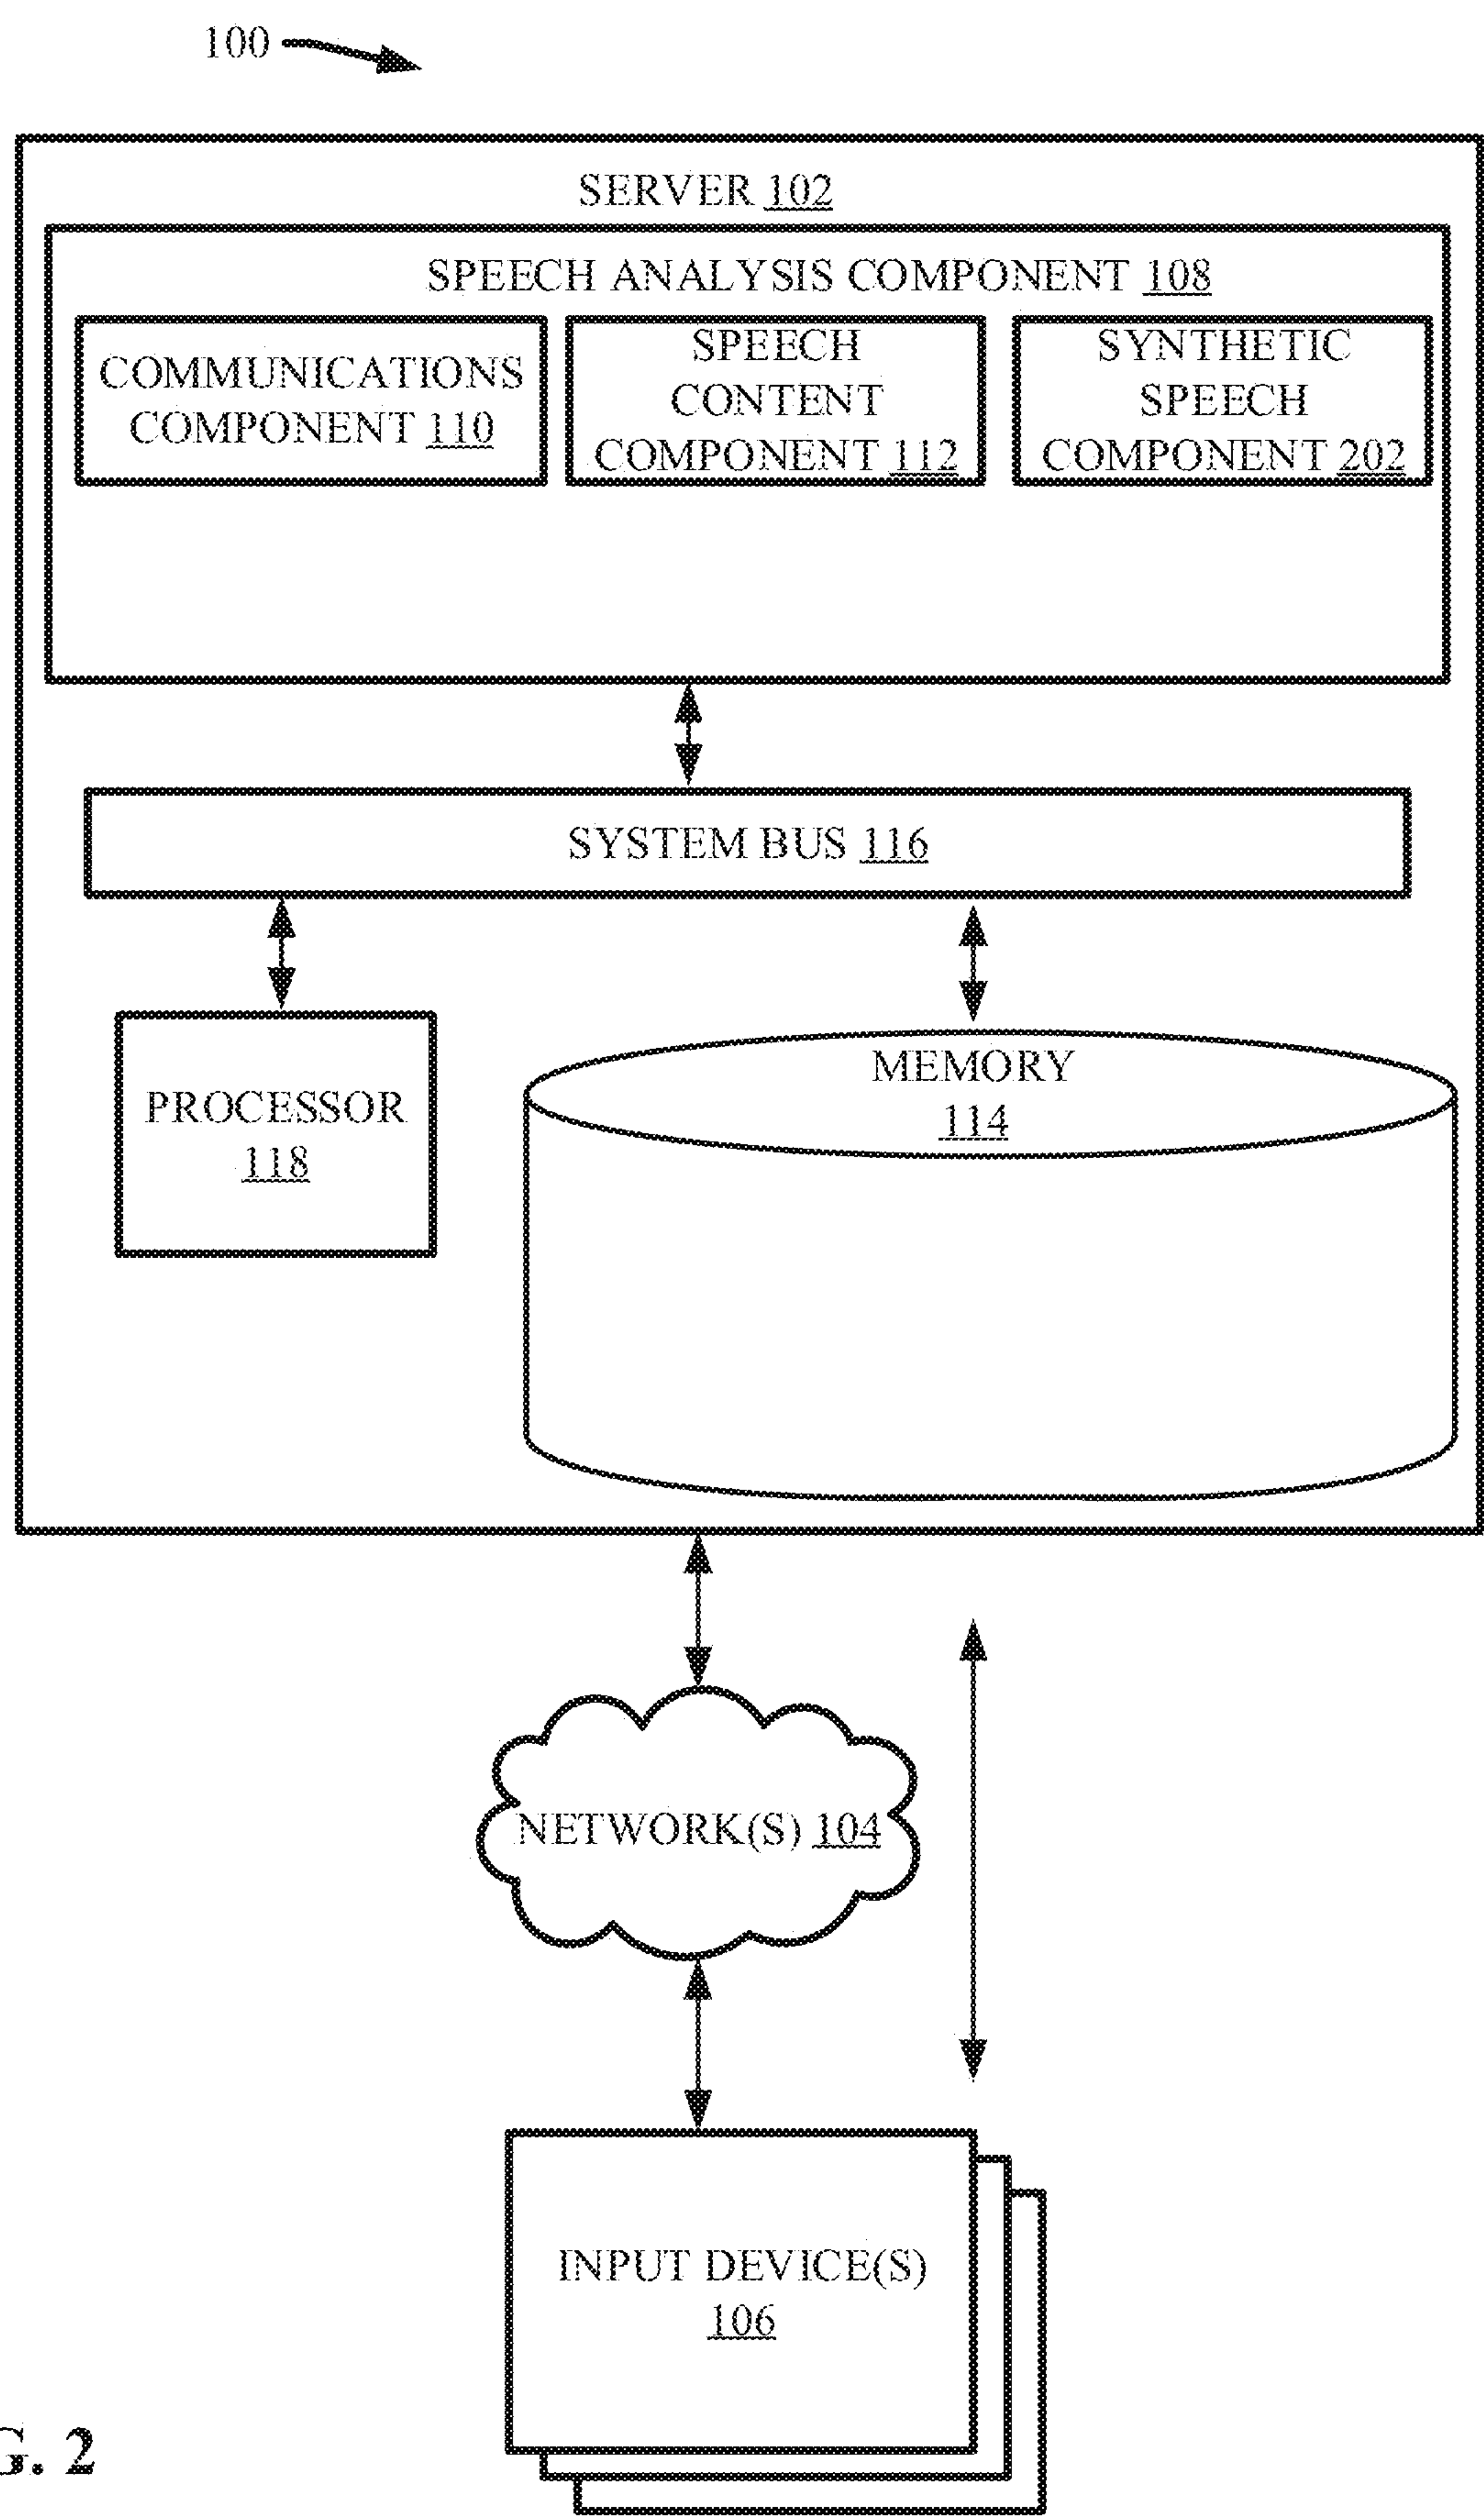 100
SERVER 102
SPEECH ANALYSIS COMPONENT 108
COMMUNICATIONS
COMPONENT 110
SPEECH
CONTENT
COMPONENT 112
SYNTHETIC
SPEECH
COMPONENT 202
SYSTEM BUS 116
PROCESSOR
118
MEMORY
114
NETWORK(S) 104
INPUT DEVICE(S)
106
G. 2